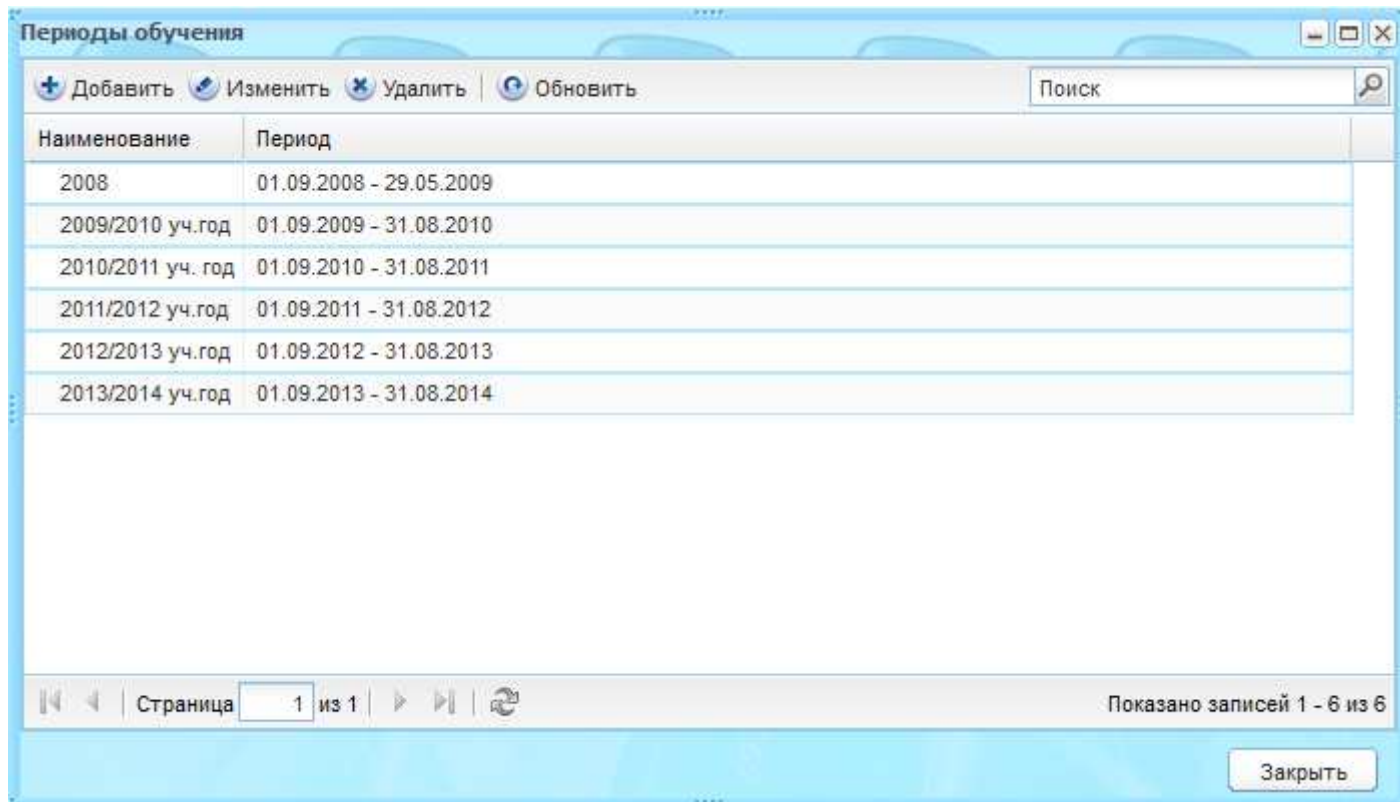 Периоды обучения
Добавить Изменить Удалить Обновить Поиск
Наименование Период
2008 01.09.2008 - 29.05.2009
2009/2010 уч.год 01.09.2009 - 31.08.2010
2010/2011 уч. год 01.09.2010 - 31.08.2011
2011/2012 уч.год 01.09.2011 - 31.08.2012
2012/2013 уч.год 01.09.2012 - 31.08.2013
2013/2014 уч.год 01.09.2013 - 31.08.2014
Страница 1 из 1 Показано записей 1 - 6 из 6
Закрыть